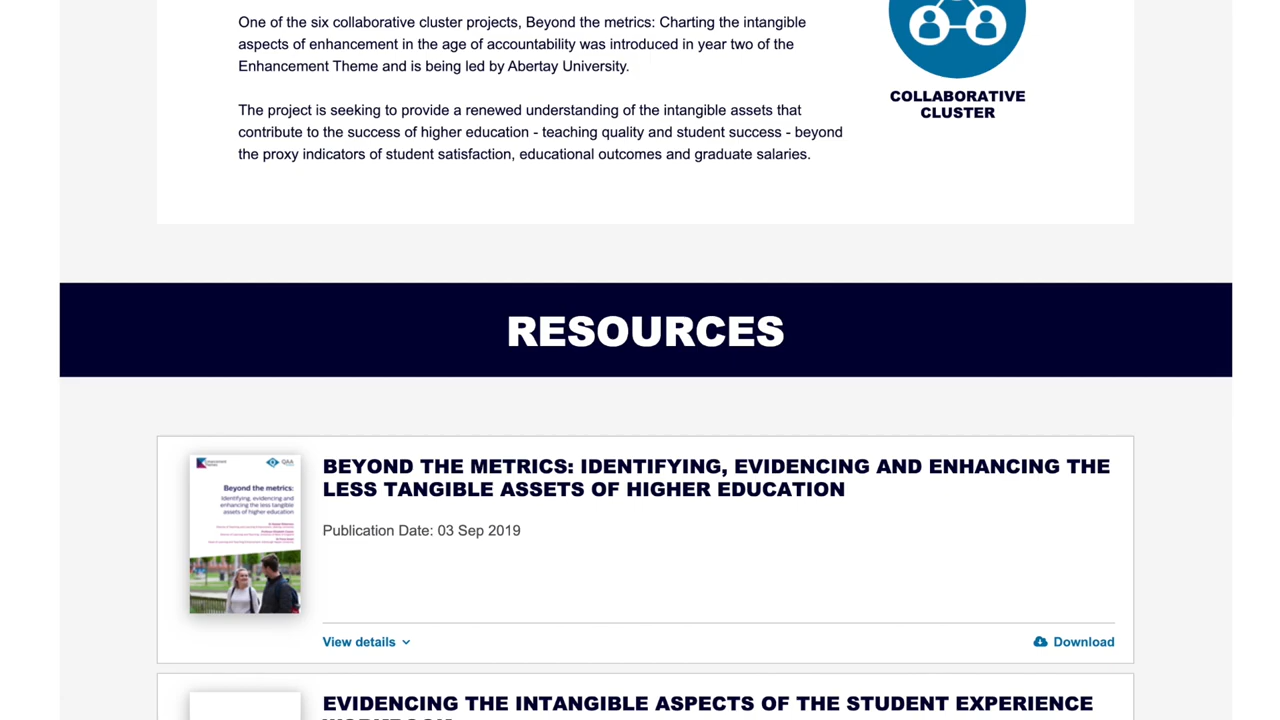 One of the six collaborative cluster projects, Beyond the metrics: Charting the intangible
aspects of enhancement in the age of accountability was introduced in year two of the
Enhancement Theme and is being led by Abertay University.
The project is seeking to provide a renewed understanding of the intangible assets that
contribute to the success of higher education - teaching quality and student success - beyond
the proxy indicators of student satisfaction, educational outcomes and graduate salaries.
COLLABORATIVE
CLUSTER
RESOURCES
QAA
Beyond the metrics:
Identifying, evidencing and
enhancing the less tangible
assets of higher education
BEYOND THE METRICS: IDENTIFYING, EVIDENCING AND ENHANCING THE
LESS TANGIBLE ASSETS OF HIGHER EDUCATION
Publication Date: 03 Sep 2019
View details
Download
EVIDENCING THE INTANGIBLE ASPECTS OF THE STUDENT EXPERIENCE